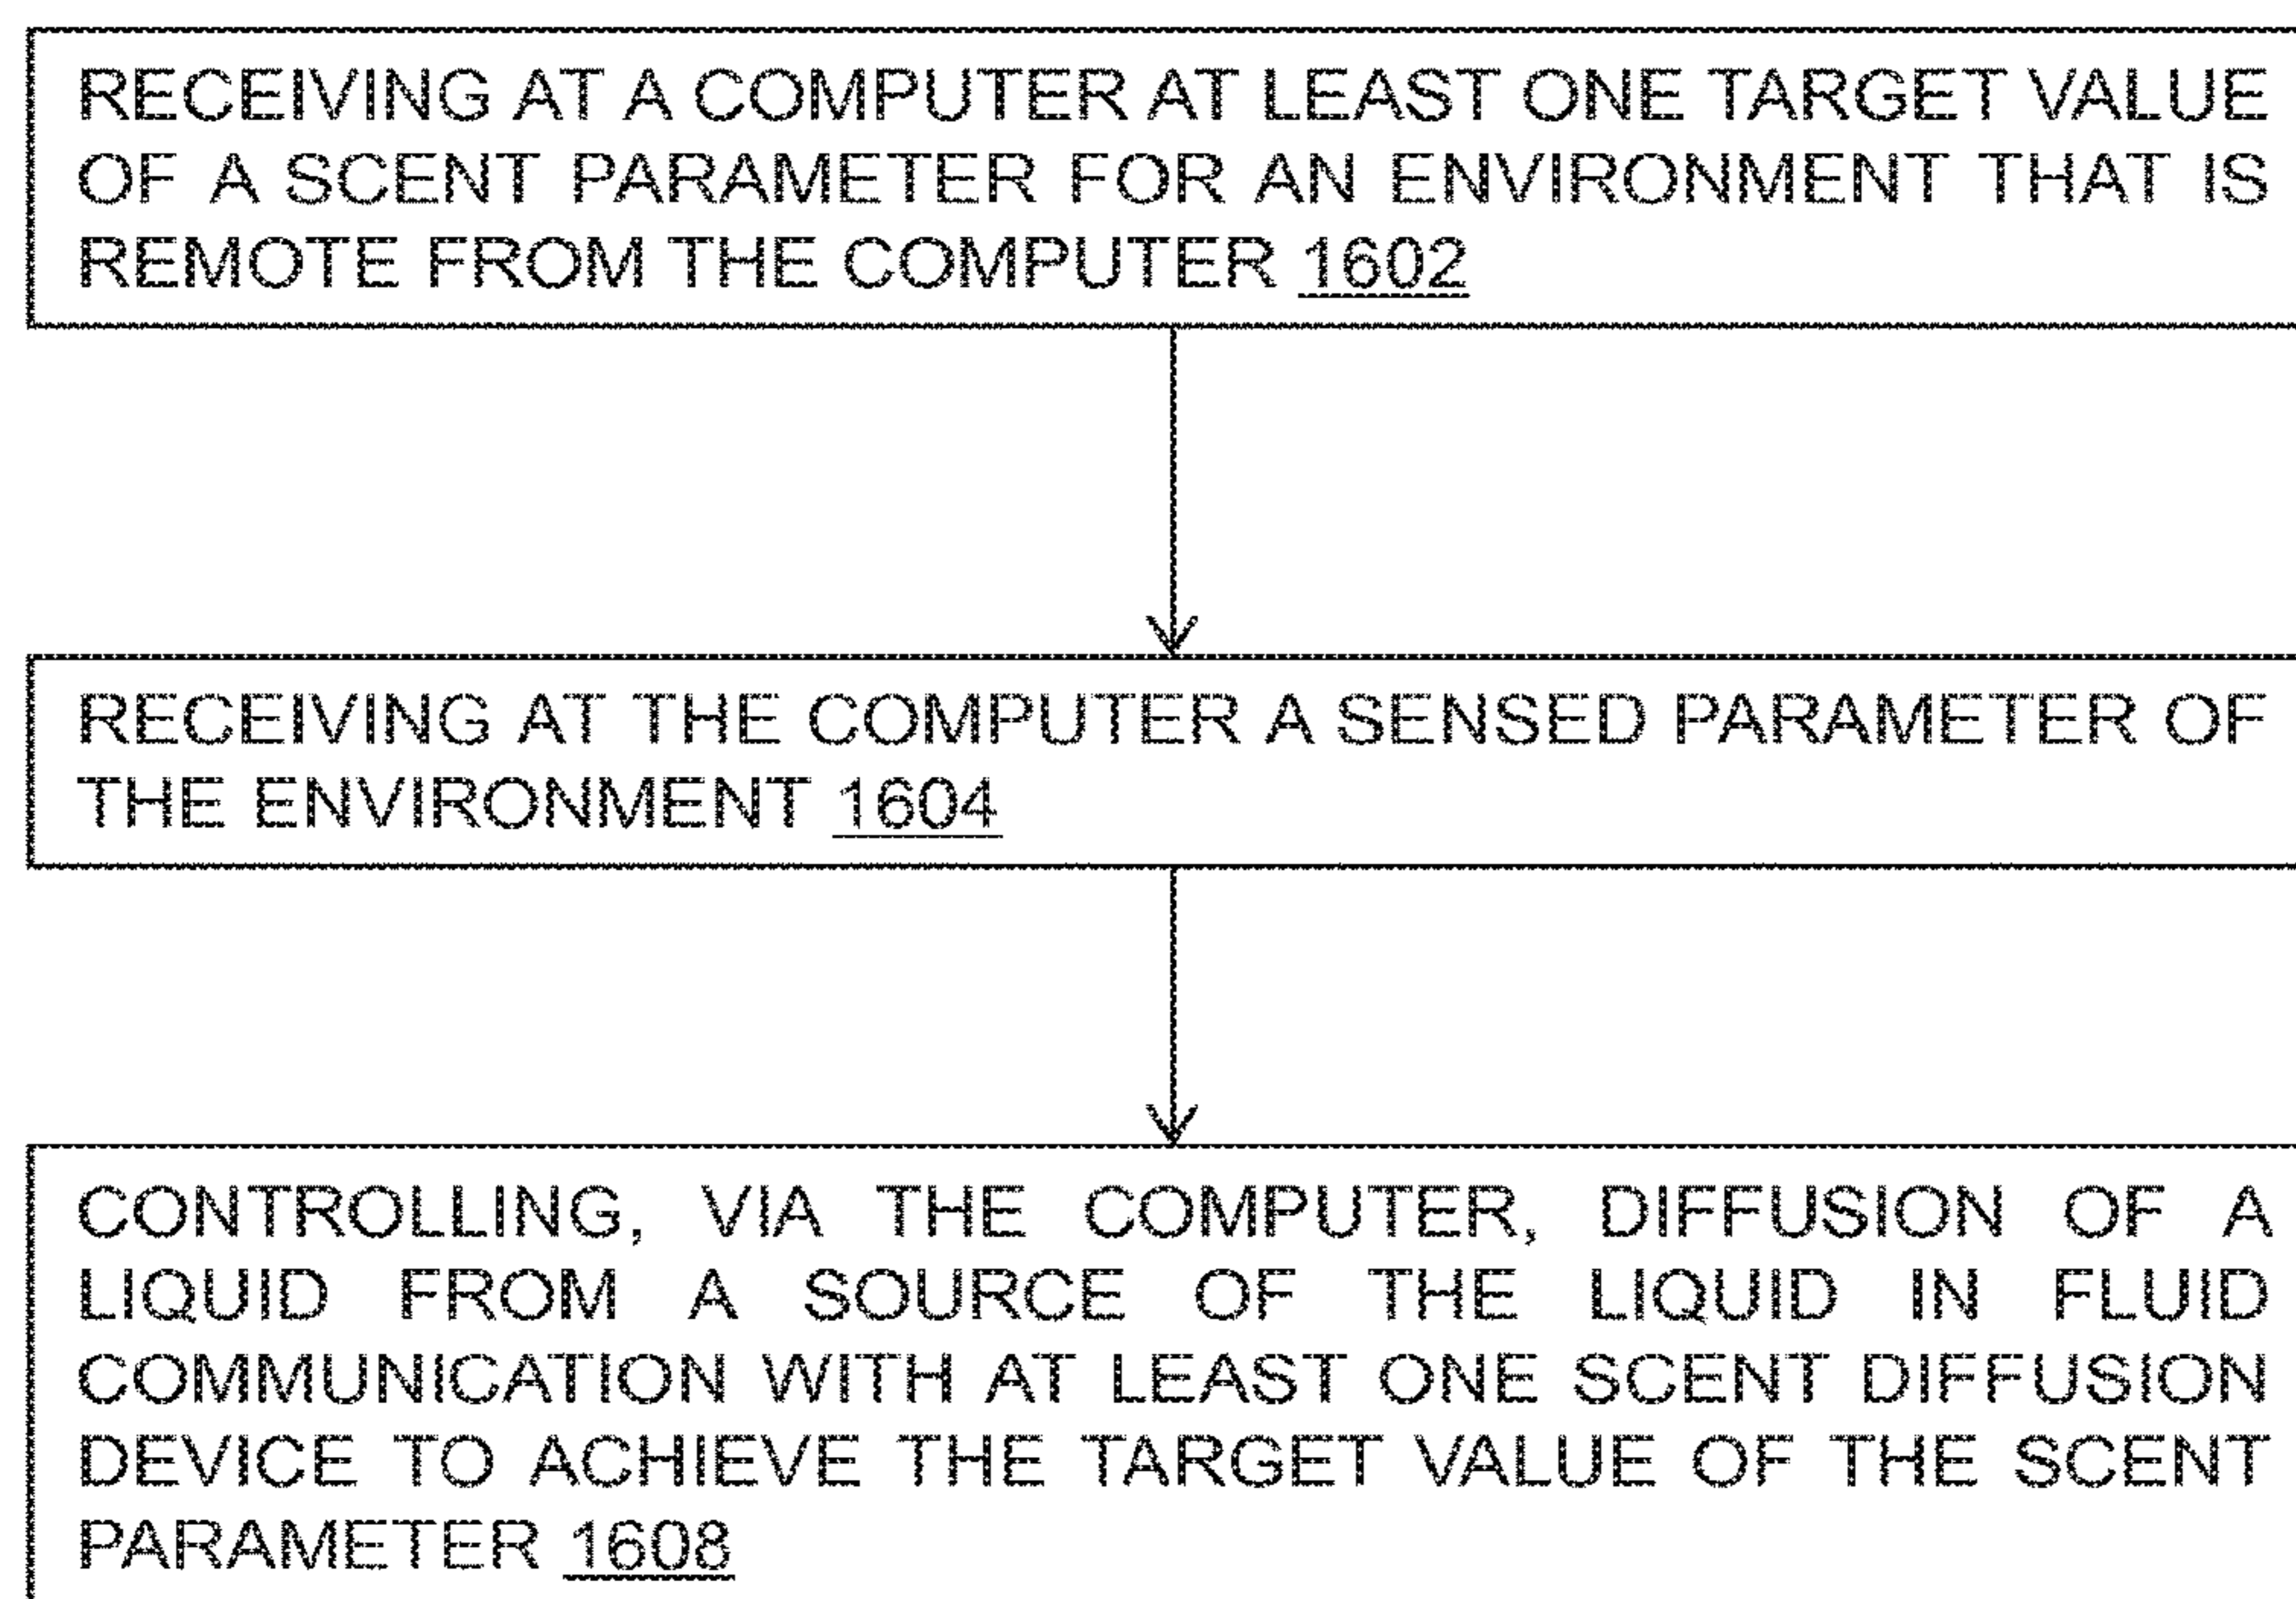 RECEIVING AT A COMPUTER AT LEAST ONE TARGET VALUE
OF A SCENT PARAMETER FOR AN ENVIRONMENT THAT IS
REMOTE FROM THE COMPUTER 1602
RECEIVING AT THE COMPUTER A SENSED PARAMETER OF
THE ENVIRONMENT 1604
CONTROLLING, VIA THE COMPUTER, DIFFUSION OF A
LIQUID FROM A SOURCE OF THE LIQUID IN FLUID
COMMUNICATION WITH AT LEAST ONE SCENT DIFFUSION
DEVICE TO ACHIEVE THE TARGET VALUE OF THE SCENT
PARAMETER 1608